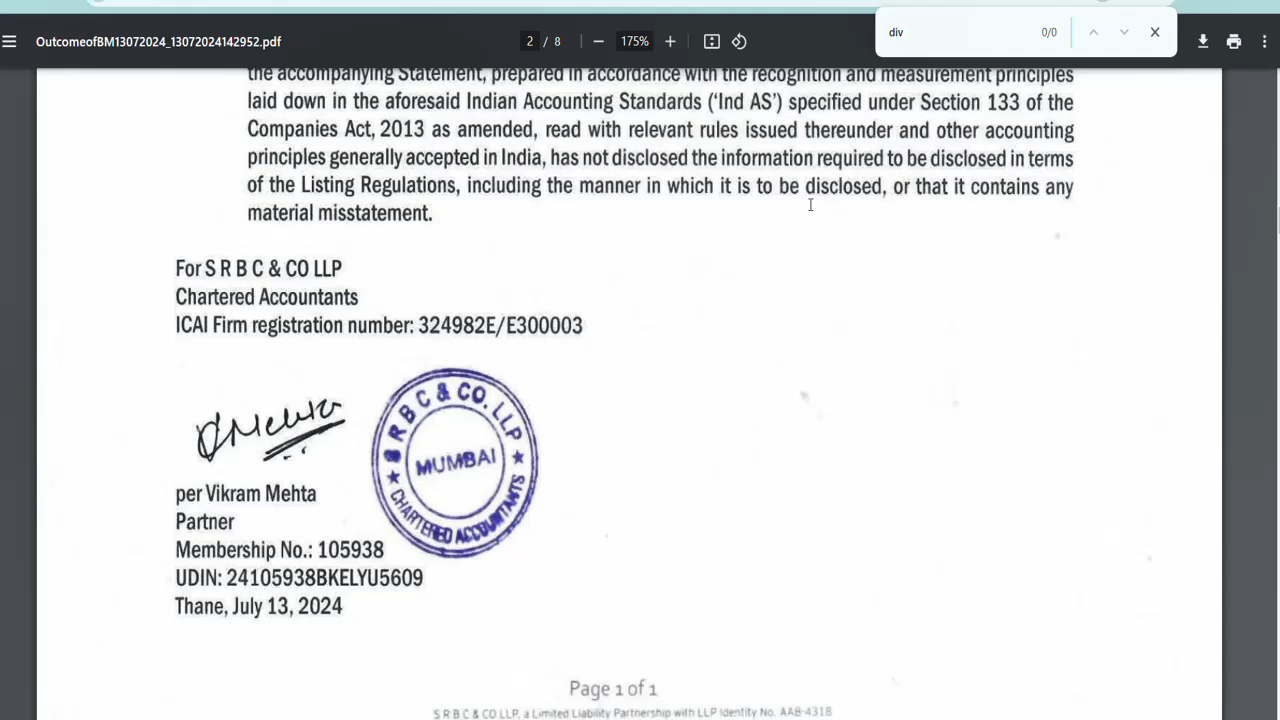 OutcomeofBM13072024_13072024142952.pdf
2 / 8
175%
div
0/0
the accompanying Statement, prepared in accordance with the recognition and measurement principles
laid down in the aforesaid Indian Accounting Standards (‘Ind AS’) specified under Section 133 of the
Companies Act, 2013 as amended, read with relevant rules issued thereunder and other accounting
principles generally accepted in India, has not disclosed the information required to be disclosed in terms
of the Listing Regulations, including the manner in which it is to be disclosed, or that it contains any
material misstatement.
For S R B C & CO LLP
Chartered Accountants
ICAI Firm registration number: 324982E/E300003
VMehta
S R B C & CO. LLP
MUMBAI
★ CHARTERED ACCOUNTANTS ★
per Vikram Mehta
Partner
Membership No.: 105938
UDIN: 24105938BKELYU5609
Thane, July 13, 2024
Page 1 of 1
S R B C & CO LLP, a Limited Liability Partnership with LLP Identity No. AAB-4318